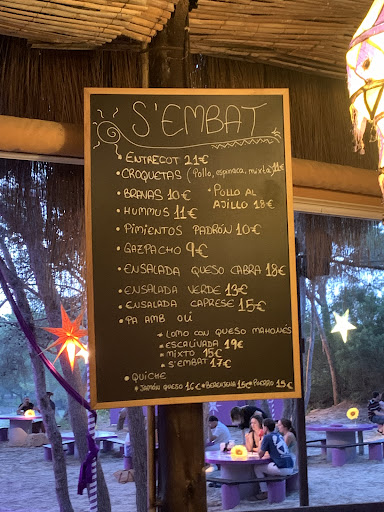 S'EMBAT
• ENTRECOT 21€
• CROQUETAS (Pollo, espinaca, mixta) 11€
• BRAVAS 10€ • POLLO AL
• HUMMUS 11€ AJILLO 18€
• PIMIENTOS PADRÓN 10€
• GAZPACHO 9€
• ENSALADA QUESO CABRA 18€
• ENSALADA VERDE 13€
• ENSALADA CAPRESE 15€
• PA AMB OLI
• LOMO CON QUESO MAHONÉS
• ESCALIVADA 19€
• MIXTO 15€
• S'EMBAT 17€
• QUICHE
• JAMÓN QUESO 16€ • BERENJENA 15€ PUERRO 15€